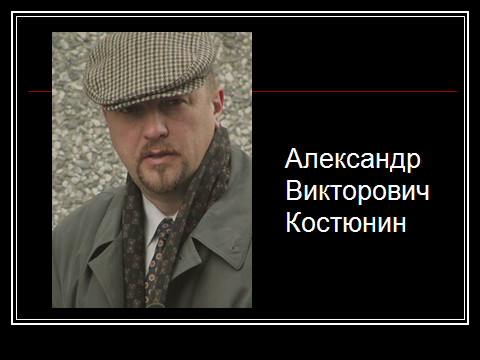 Александр
Викторович
Костюнин